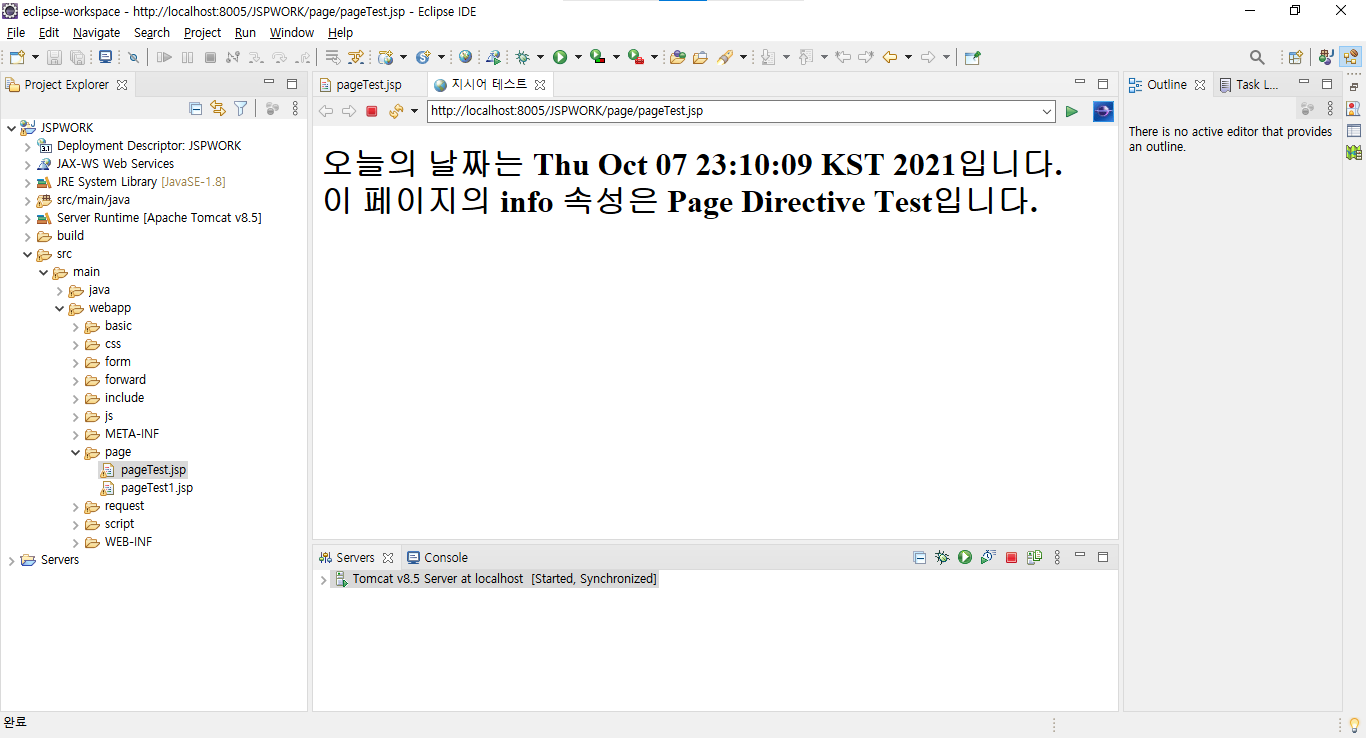 eclipse-workspace - http://localhost:8005/JSPWORK/page/pageTest.jsp - Eclipse IDE
File Edit Navigate Search Project Run Window Help
Project Explorer
JSPWORK
Deployment Descriptor: JSPWORK
JAX-WS Web Services
JRE System Library [JavaSE-1.8]
src/main/java
Server Runtime [Apache Tomcat v8.5]
build
src
main
java
webapp
basic
css
form
forward
include
js
META-INF
page
pageTest.jsp
pageTest1.jsp
request
script
WEB-INF
Servers
pageTest.jsp 지시어 테스트
http://localhost:8005/JSPWORK/page/pageTest.jsp
오늘의 날짜는 Thu Oct 07 23:10:09 KST 2021입니다.
이 페이지의 info 속성은 Page Directive Test입니다.
Servers Console
Tomcat v8.5 Server at localhost [Started, Synchronized]
Outline Task L...
There is no active editor that provides
an outline.
완료